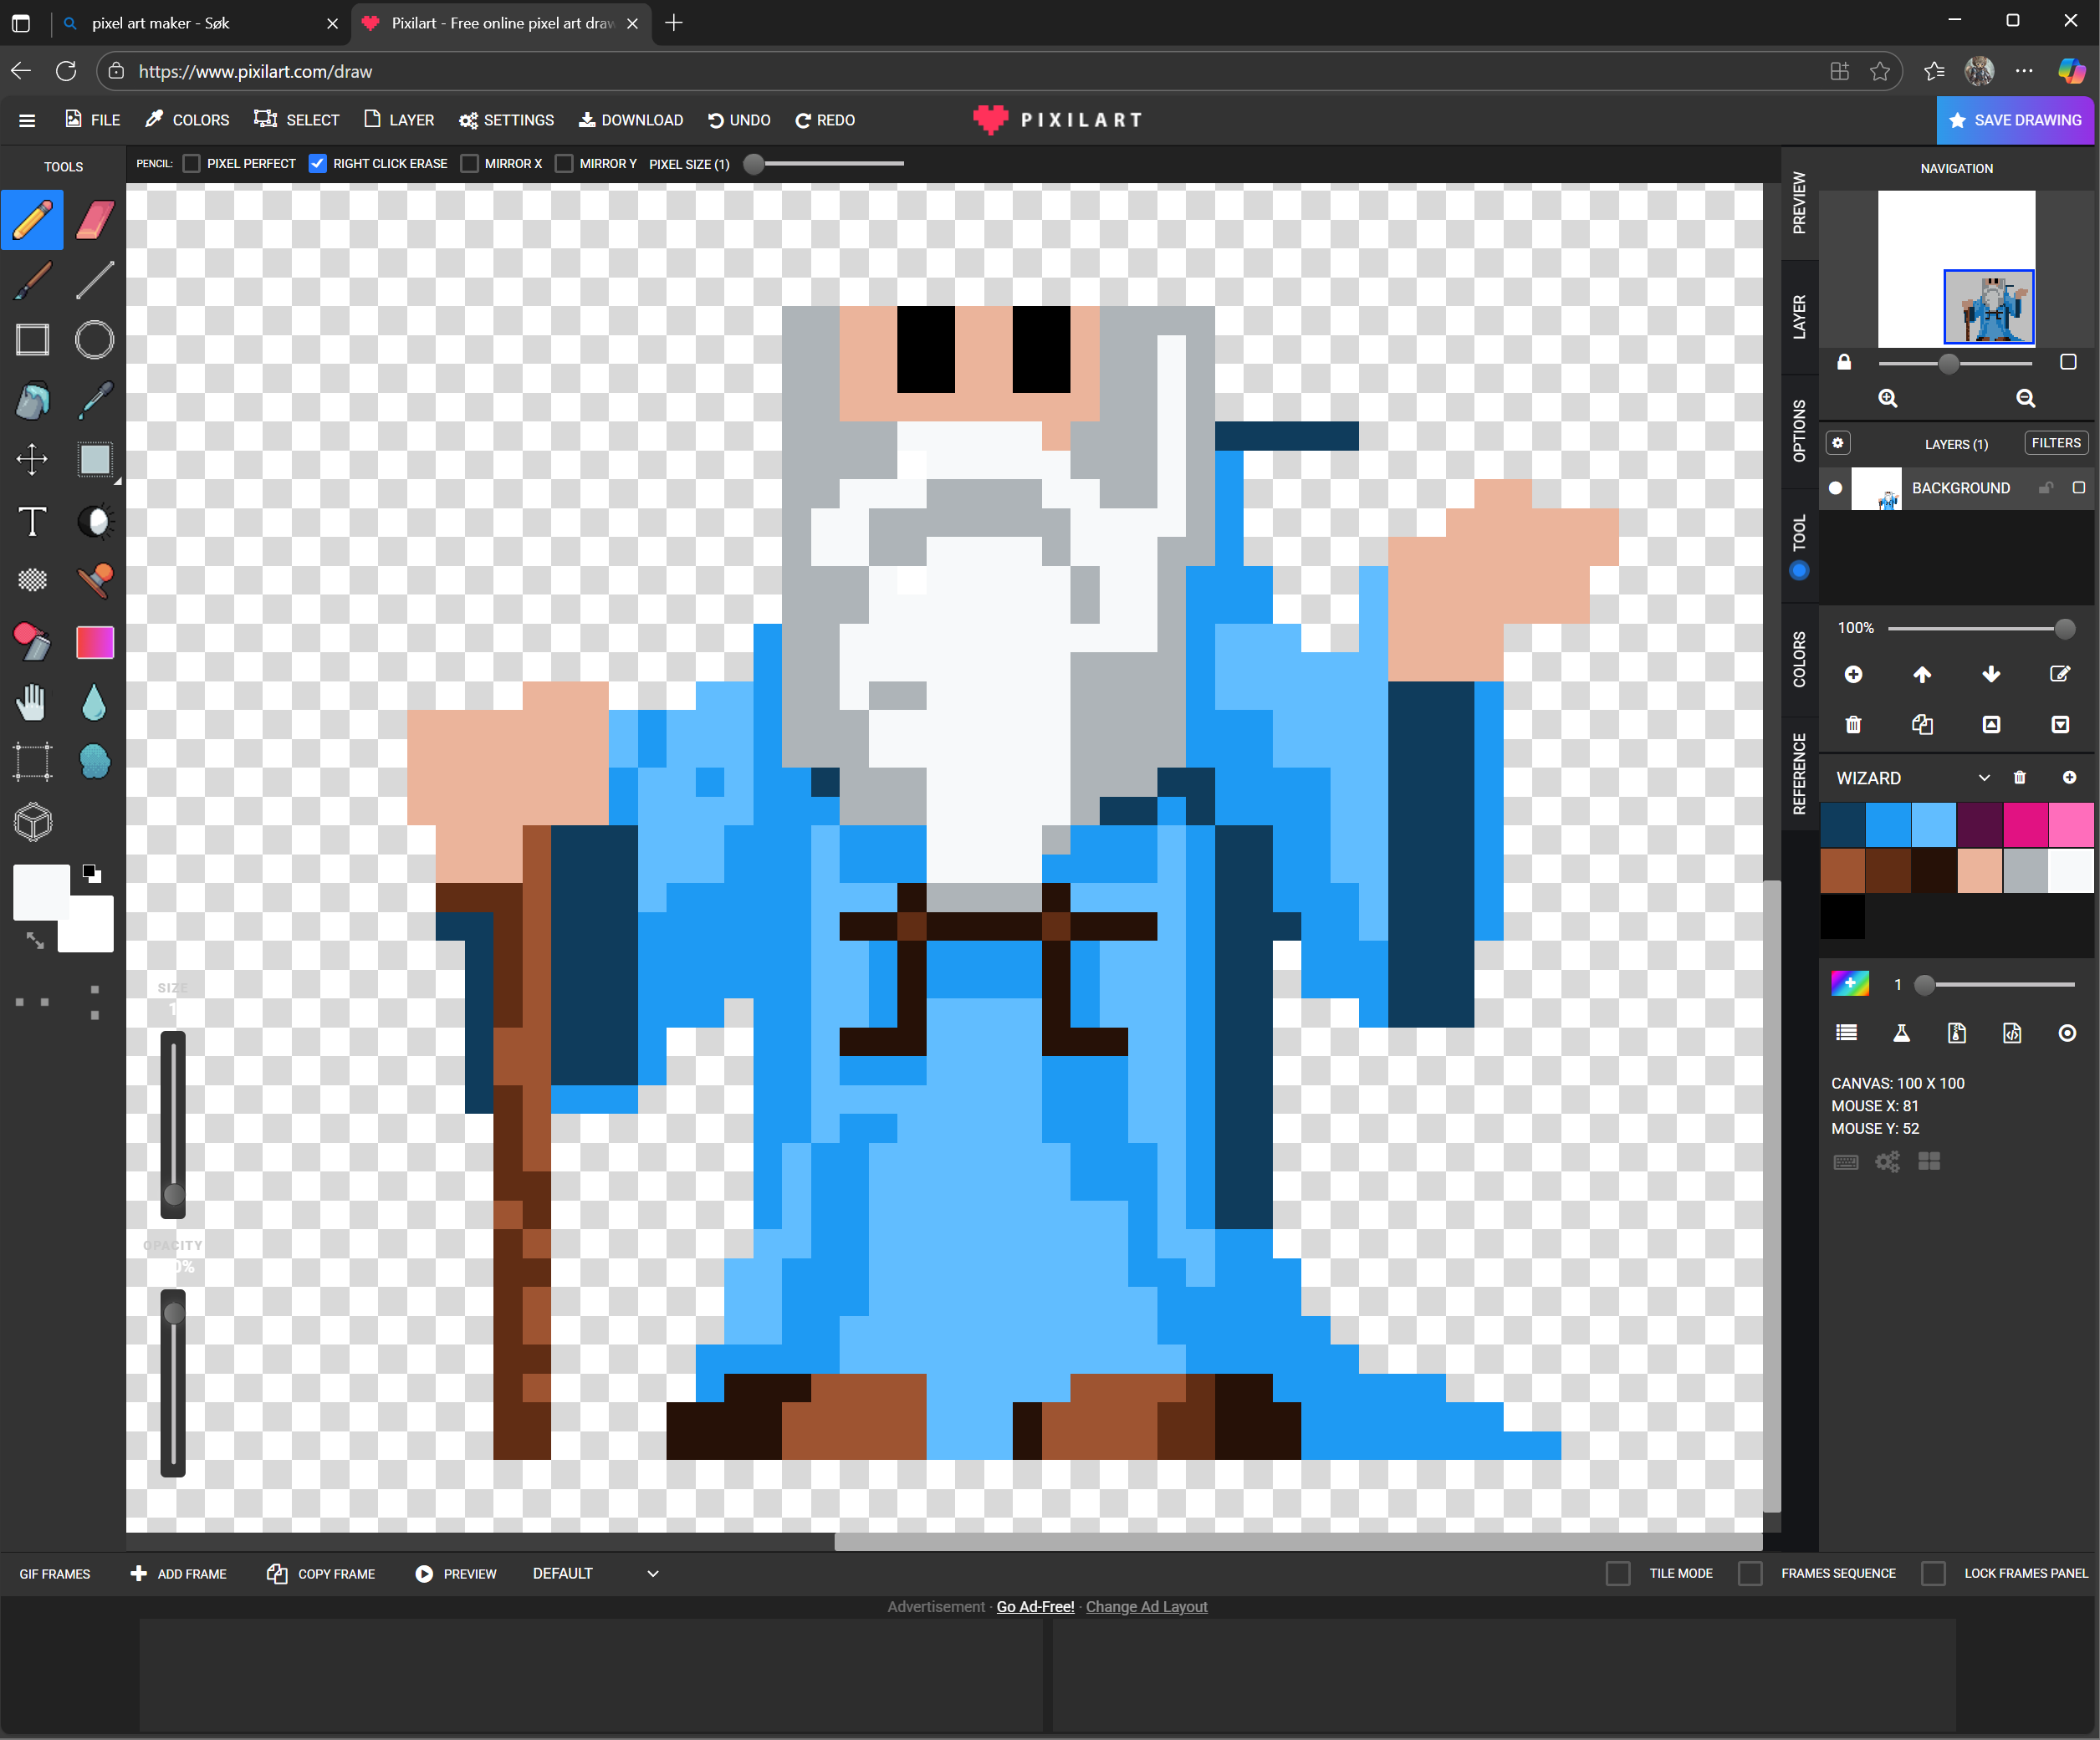 pixel art maker - Søk
Pixilart - Free online pixel art draw
https://www.pixilart.com/draw
FILE COLORS SELECT LAYER SETTINGS DOWNLOAD UNDO REDO PIXILART SAVE DRAWING
TOOLS
PENCIL: PIXEL PERFECT RIGHT CLICK ERASE MIRROR X MIRROR Y PIXEL SIZE (1)
NAVIGATION
PREVIEW
LAYER
OPTIONS
TOOL
COLORS
REFERENCE
LAYERS (1) FILTERS
BACKGROUND
100%
WIZARD
1
CANVAS: 100 X 100
MOUSE X: 81
MOUSE Y: 52
SIZE
1
OPACITY
GIF FRAMES ADD FRAME COPY FRAME PREVIEW DEFAULT TILE MODE FRAMES SEQUENCE LOCK FRAMES PANEL
Advertisement · Go Ad-Free! · Change Ad Layout